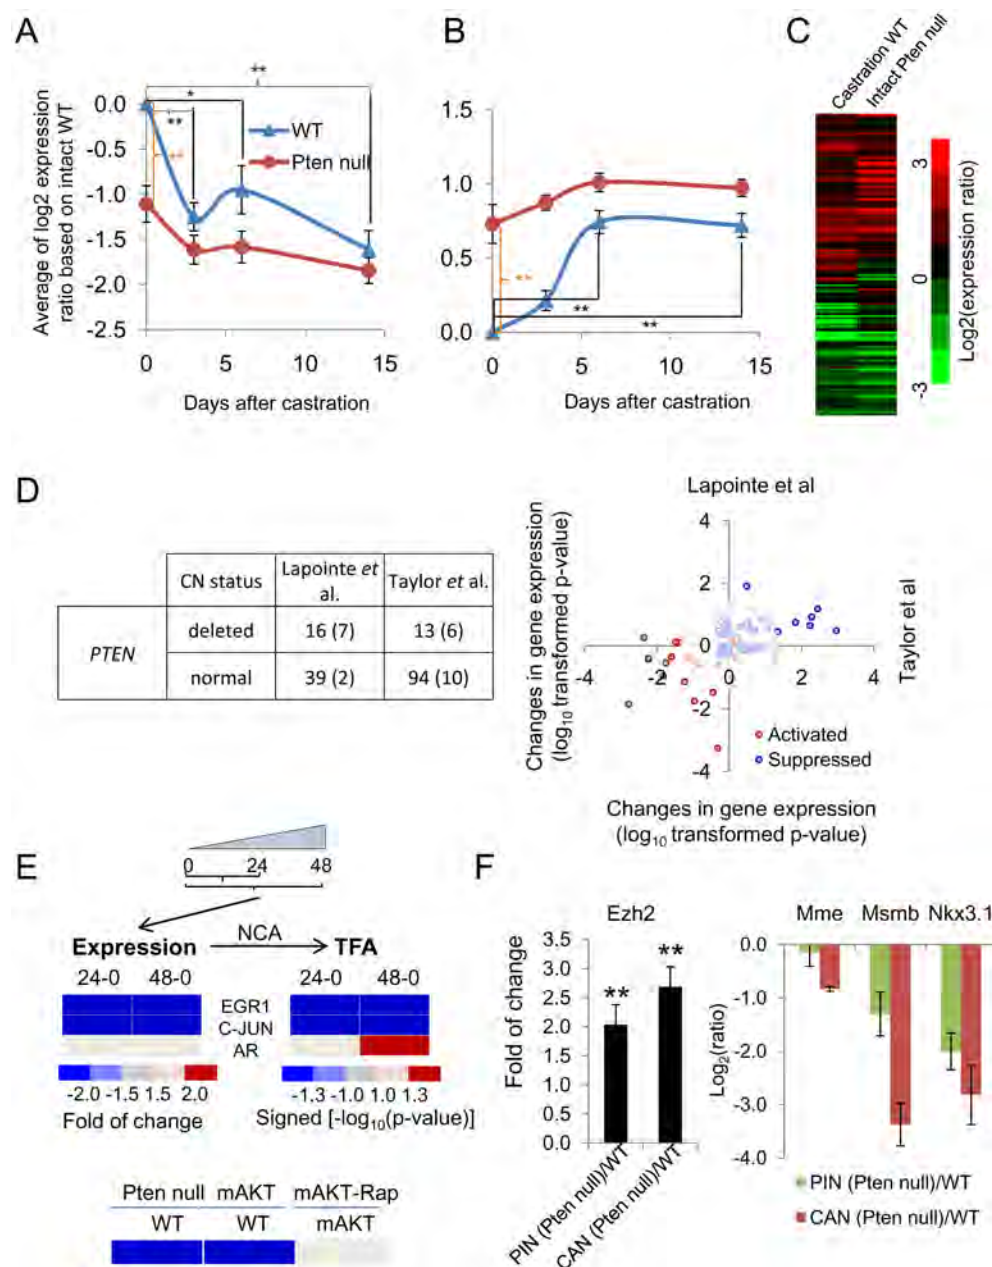 A
B
C
**
*
**
**
WT
Pten null
0.0
-0.5
-1.0
-1.5
-2.0
-2.5
0
5
10
15
Average of log2 expression
ratio based on intact WT
Days after castration
1.5
1.0
0.5
0.0
**
**
**
0
5
10
15
Days after castration
Castration WT
Intact Pten null
3
0
-3
Log2(expression ratio)
D
CN status
Lapointe et al.
Taylor et al.
PTEN
deleted
16 (7)
13 (6)
normal
39 (2)
94 (10)
Lapointe et al
Changes in gene expression
(log10 transformed p-value)
4
2
0
-2
-4
-4
-2
0
2
4
Taylor et al
Activated
Suppressed
Changes in gene expression
(log10 transformed p-value)
E
0
24
48
Expression
NCA
TFA
24-0
48-0
24-0
48-0
EGR1
C-JUN
AR
-2.0
-1.5
1.5
2.0
Fold of change
-1.3
-1.0
1.0
1.3
Signed [-log10(p-value)]
Pten null
mAKT
mAKT-Rap
WT
WT
mAKT
F
Ezh2
Fold of change
3.5
3.0
2.5
2.0
1.5
1.0
0.5
0.0
**
**
PIN (Pten null)/WT
CAN (Pten null)/WT
Mme
Msmb
Nkx3.1
Log2(ratio)
0.0
-1.0
-2.0
-3.0
-4.0
PIN (Pten null)/WT
CAN (Pten null)/WT